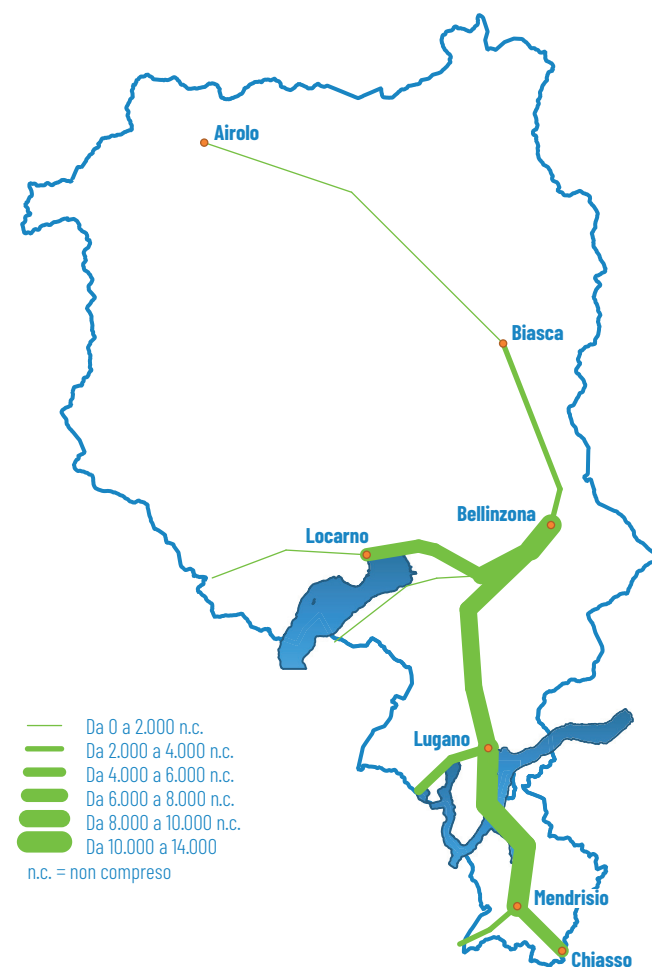 Airolo
Biasca
Bellinzona
Locarno
Lugano
Da 0 a 2.000 n.c.
Da 2.000 a 4.000 n.c.
Da 4.000 a 6.000 n.c.
Da 6.000 a 8.000 n.c.
Da 8.000 a 10.000 n.c.
Da 10.000 a 14.000
n.c. = non compreso
Mendrisio
Chiasso